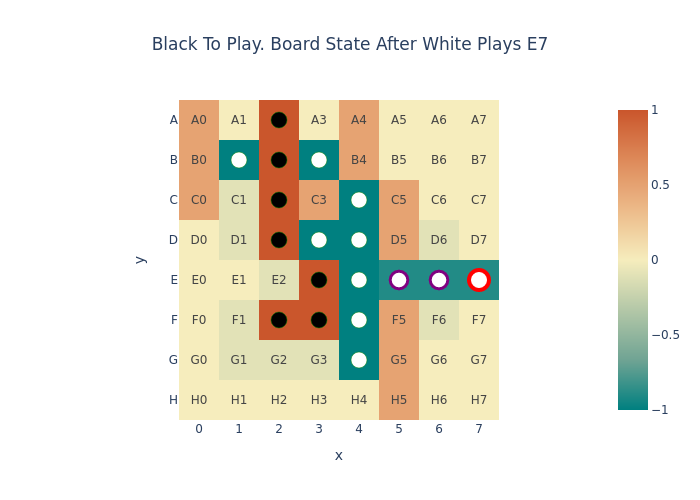 Black To Play. Board State After White Plays E7
A A0 A1 A3 A4 A5 A6 A7
B B0 B4 B5 B6 B7
C C0 C1 C3 C5 C6 C7
D D0 D1 D5 D6 D7
E E0 E1 E2
F F0 F1 F5 F6 F7
G G0 G1 G2 G3 G5 G6 G7
H H0 H1 H2 H3 H4 H5 H6 H7
0 1 2 3 4 5 6 7
x
y
1
0.5
0
−0.5
−1